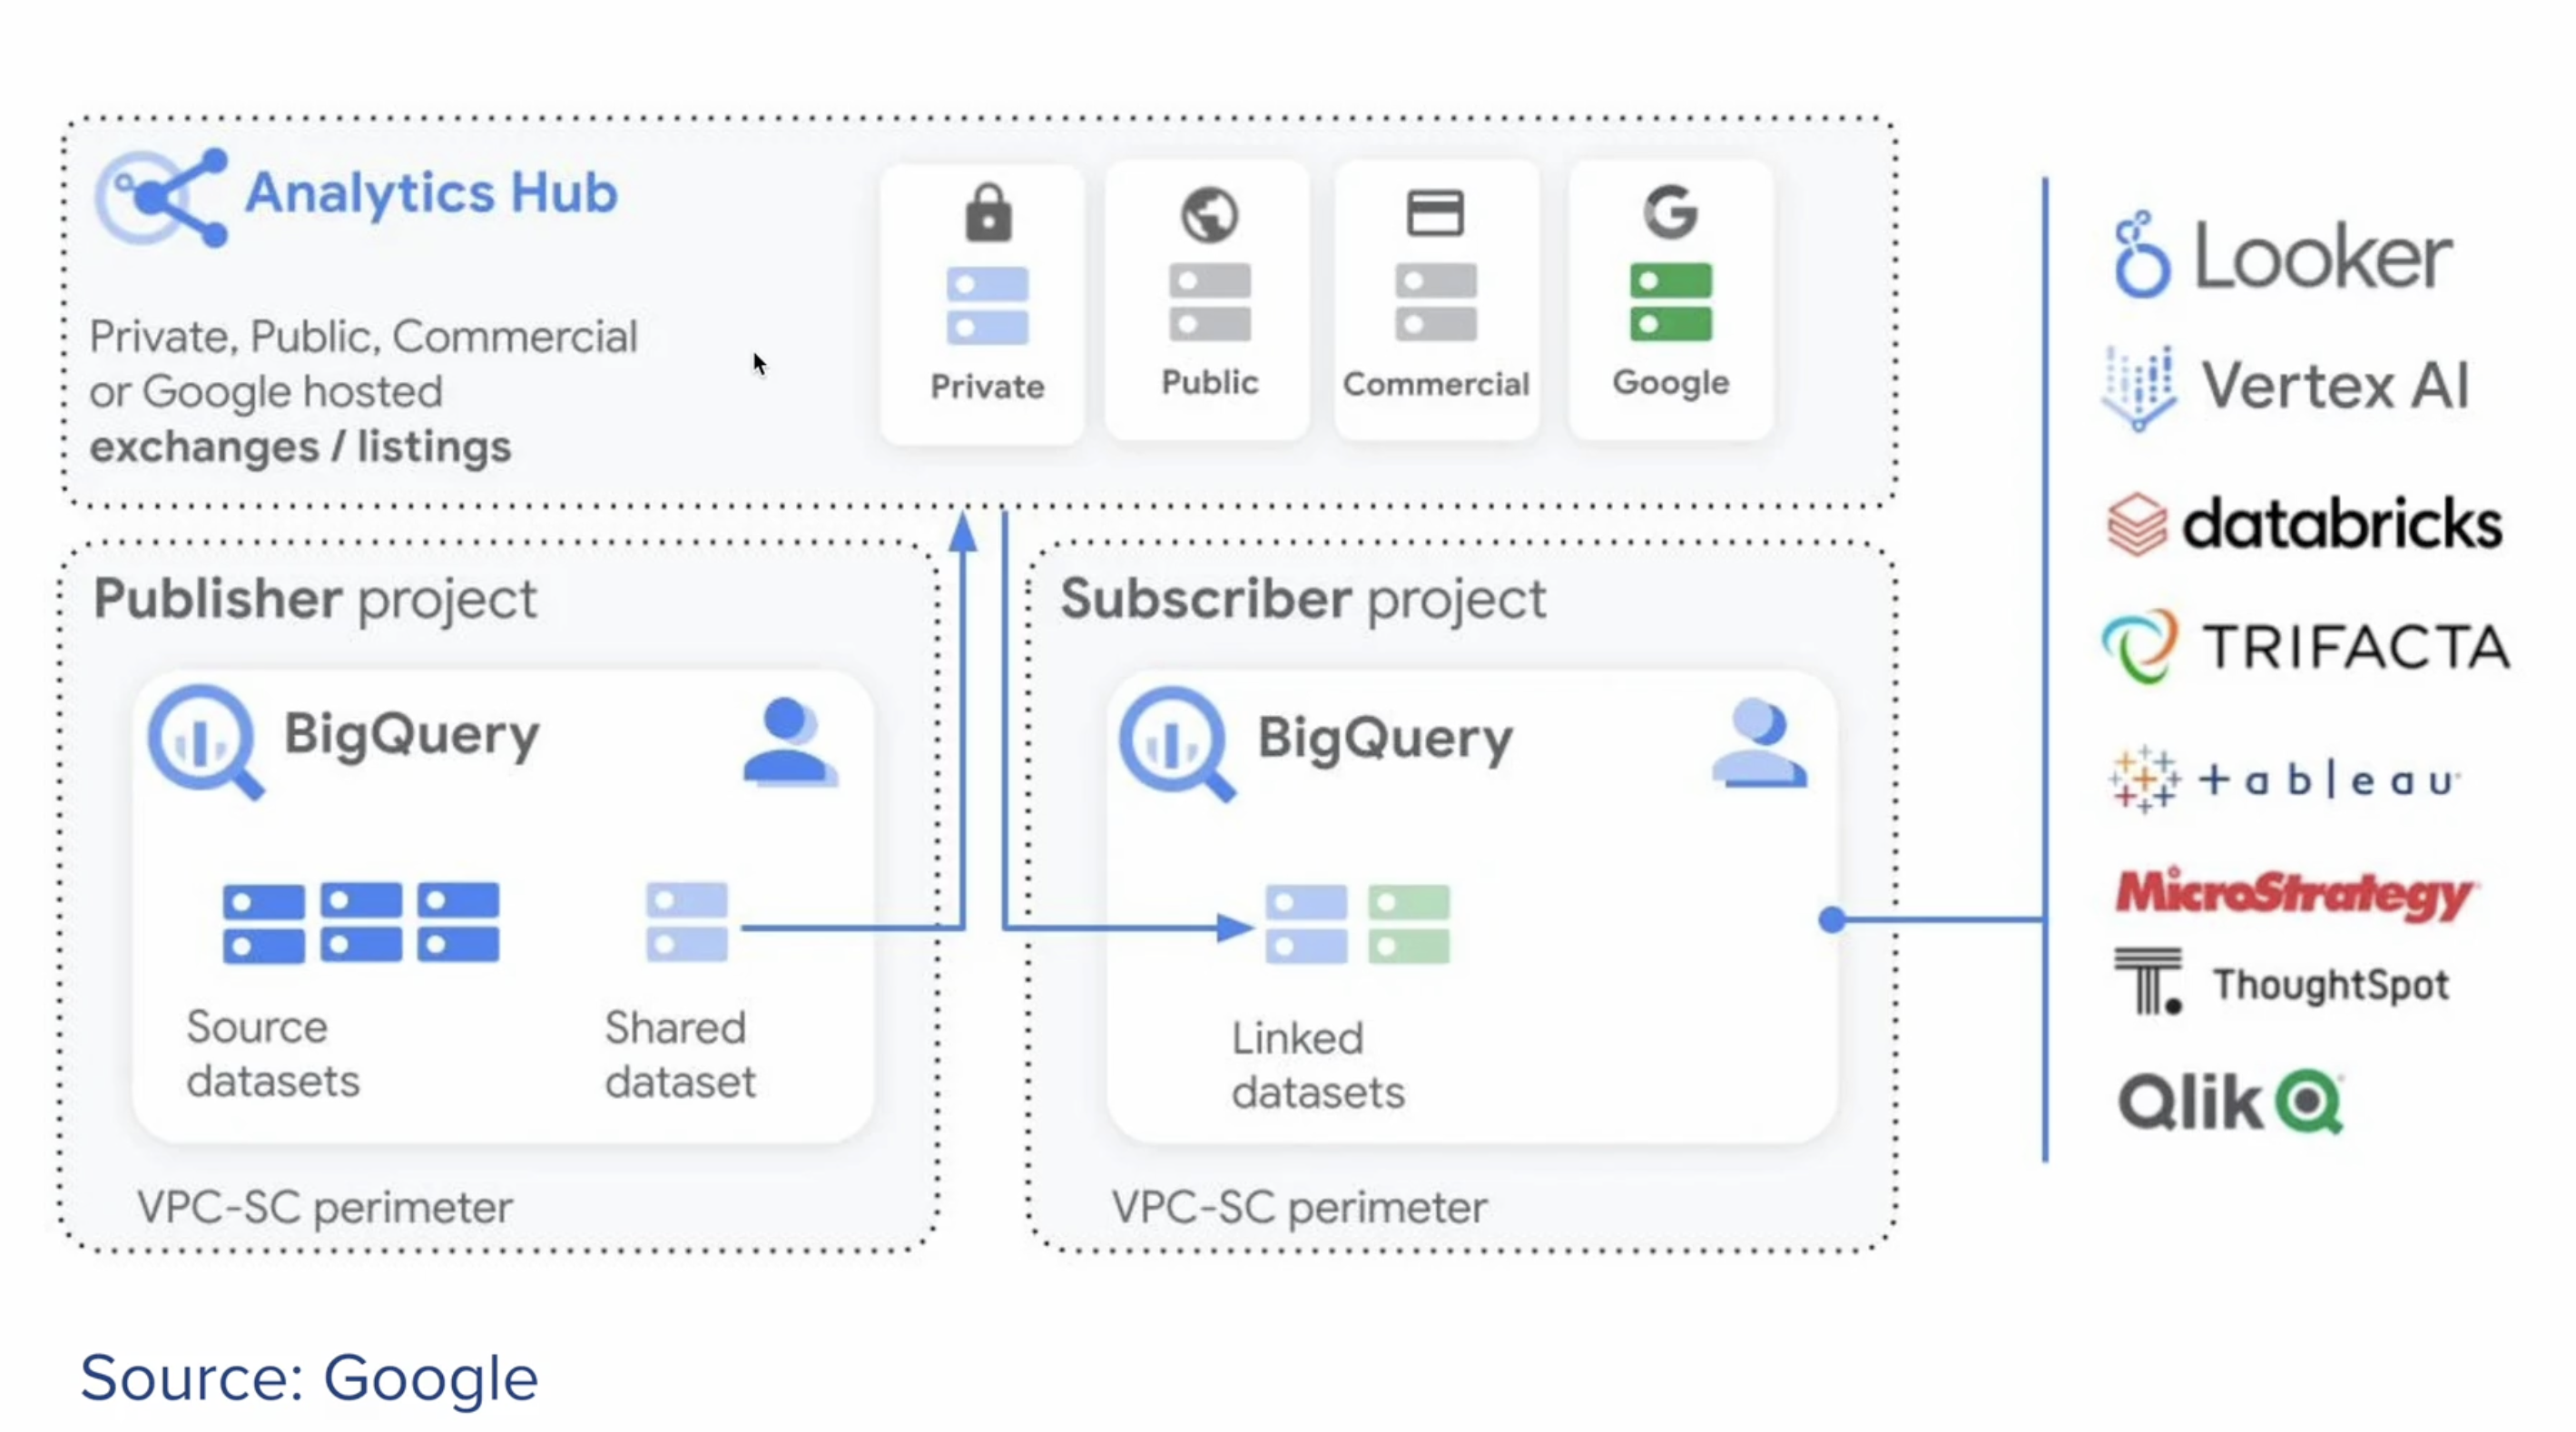 Analytics Hub
Private, Public, Commercial
or Google hosted
exchanges / listings
Private
Public
Commercial
Google
Publisher project
BigQuery
Source
datasets
Shared
dataset
VPC-SC perimeter
Subscriber project
BigQuery
Linked
datasets
VPC-SC perimeter
Looker
Vertex AI
databricks
TRIFACTA
+ableau
MicroStrategy
ThoughtSpot
Qlik
Source: Google